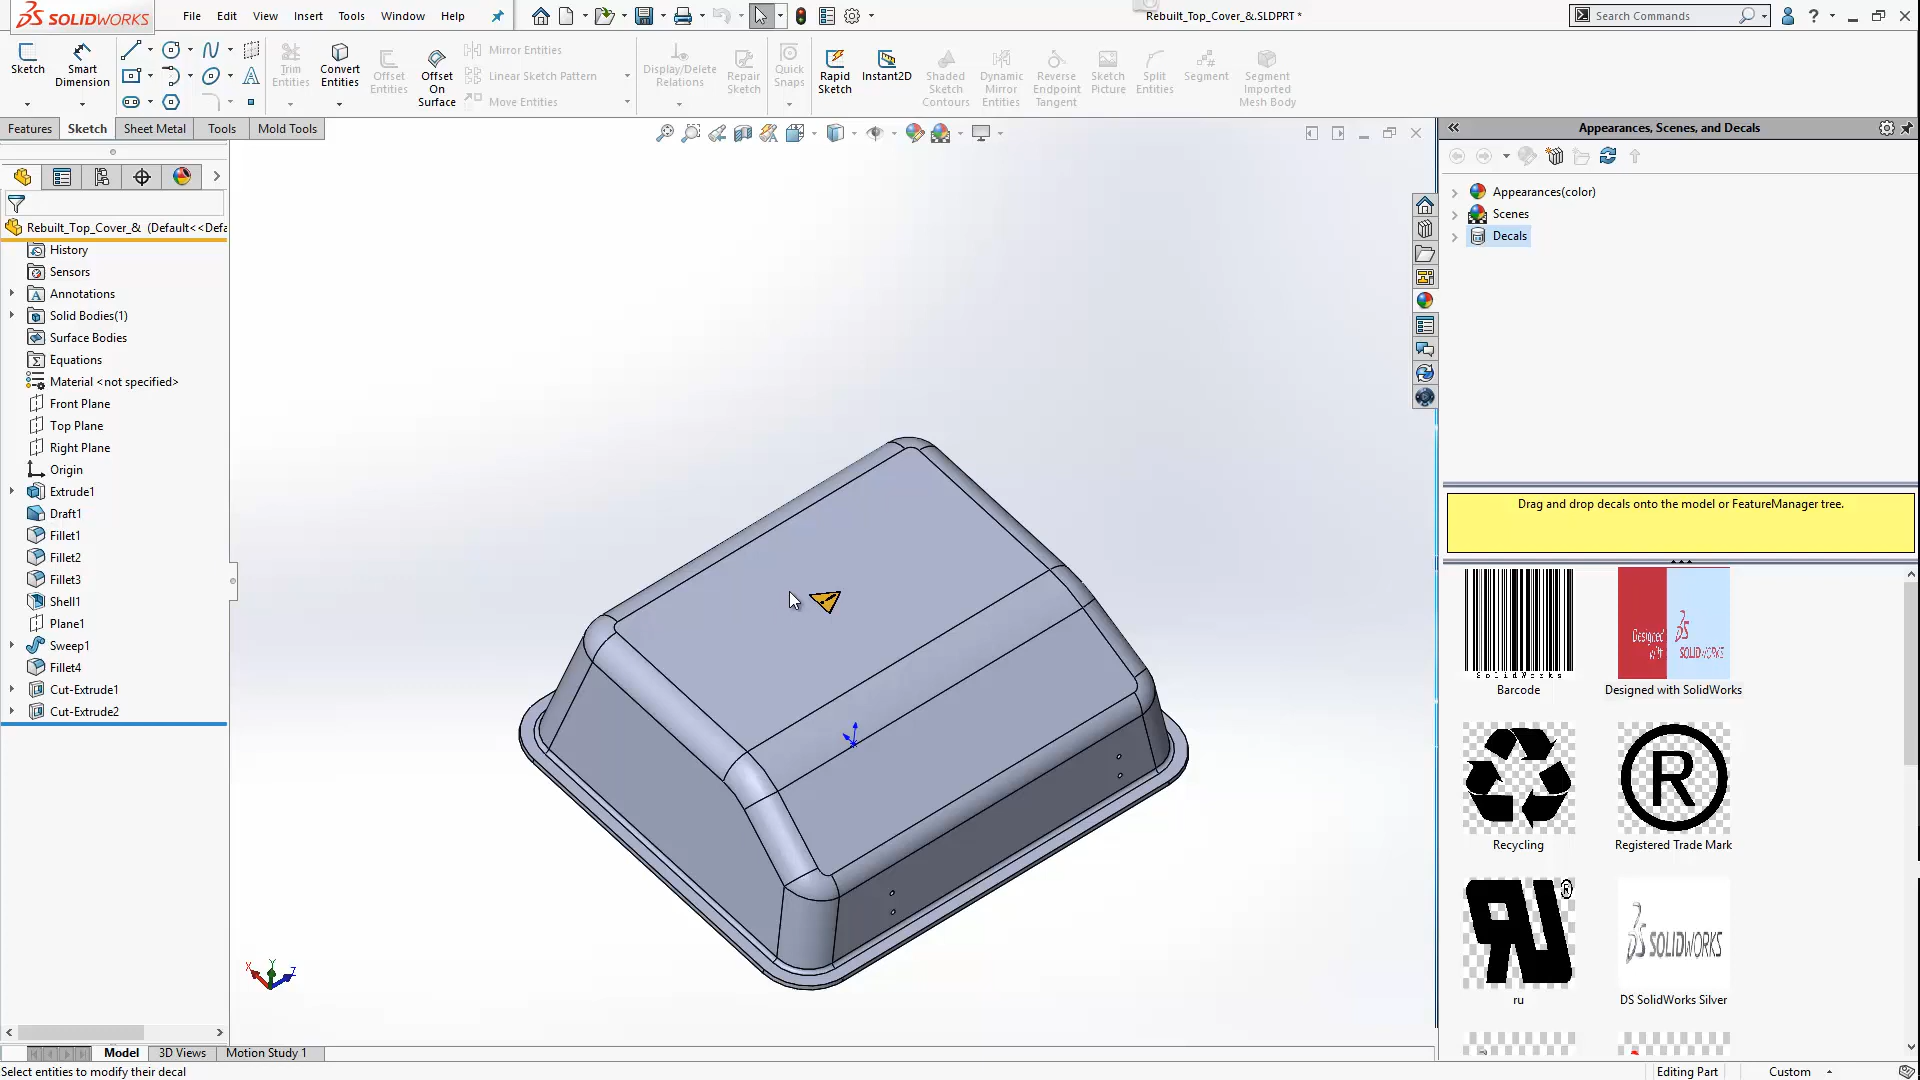 SOLIDWORKS
File Edit View Insert Tools Window Help
Rebuilt_Top_Cover_&.SLDPRT *
Search Commands
?
Sketch
Smart Dimension
Trim Entities
Convert Entities
Offset Entities
Offset On Surface
Mirror Entities
Linear Sketch Pattern
Move Entities
Display/Delete Relations
Repair Sketch
Quick Snaps
Rapid Sketch
Instant2D
Shaded Sketch Contours
Dynamic Mirror Entities
Reverse Endpoint Tangent
Sketch Picture
Split Entities
Segment
Segment Imported Mesh Body
Features Sketch Sheet Metal Tools Mold Tools
Rebuilt_Top_Cover_& (Default<<Defa
History
Sensors
Annotations
Solid Bodies(1)
Surface Bodies
Equations
Material <not specified>
Front Plane
Top Plane
Right Plane
Origin
Extrude1
Draft1
Fillet1
Fillet2
Fillet3
Shell1
Plane1
Sweep1
Fillet4
Cut-Extrude1
Cut-Extrude2
X Y Z
Appearances, Scenes, and Decals
Appearances(color)
Scenes
Decals
Drag and drop decals onto the model or FeatureManager tree.
SolidWorks
Barcode
Designed with
SOLIDWORKS
Designed with SolidWorks
Recycling
R
Registered Trade Mark
®
ru
SOLIDWORKS
DS SolidWorks Silver
Model 3D Views Motion Study 1
Select entities to modify their decal
Editing Part
Custom